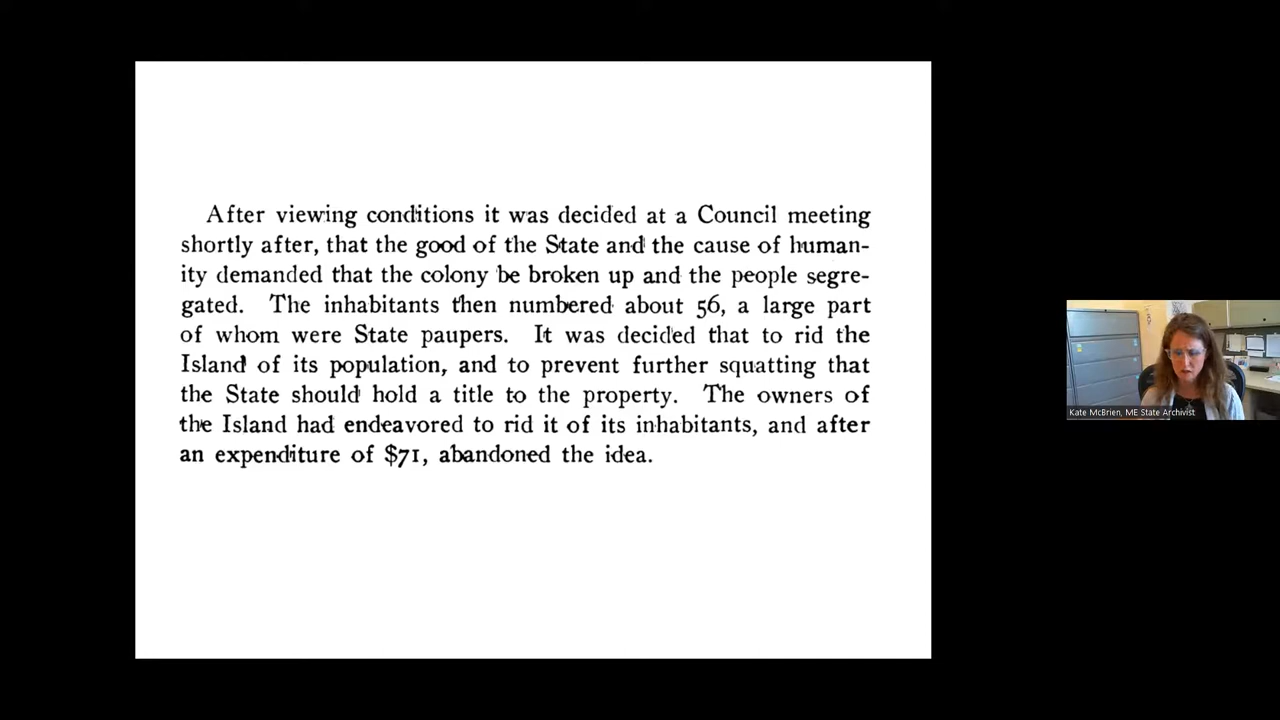 After viewing conditions it was decided at a Council meeting
shortly after, that the good of the State and the cause of human-
ity demanded that the colony be broken up and the people segre-
gated. The inhabitants then numbered about 56, a large part
of whom were State paupers. It was decided that to rid the
Island of its population, and to prevent further squatting that
the State should hold a title to the property. The owners of
the Island had endeavored to rid it of its inhabitants, and after
an expenditure of $71, abandoned the idea.
Kate McBrien, ME State Archivist